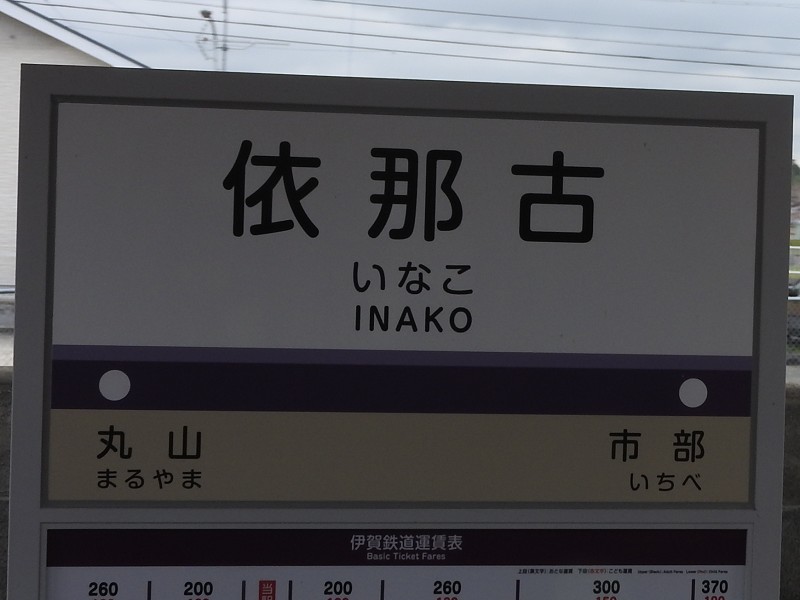 依那古
いなこ
INAKO
丸山 市部
まるやま いちべ
伊賀鉄道運賃表
Basic Ticket Fares
260 200 200 260 300 370